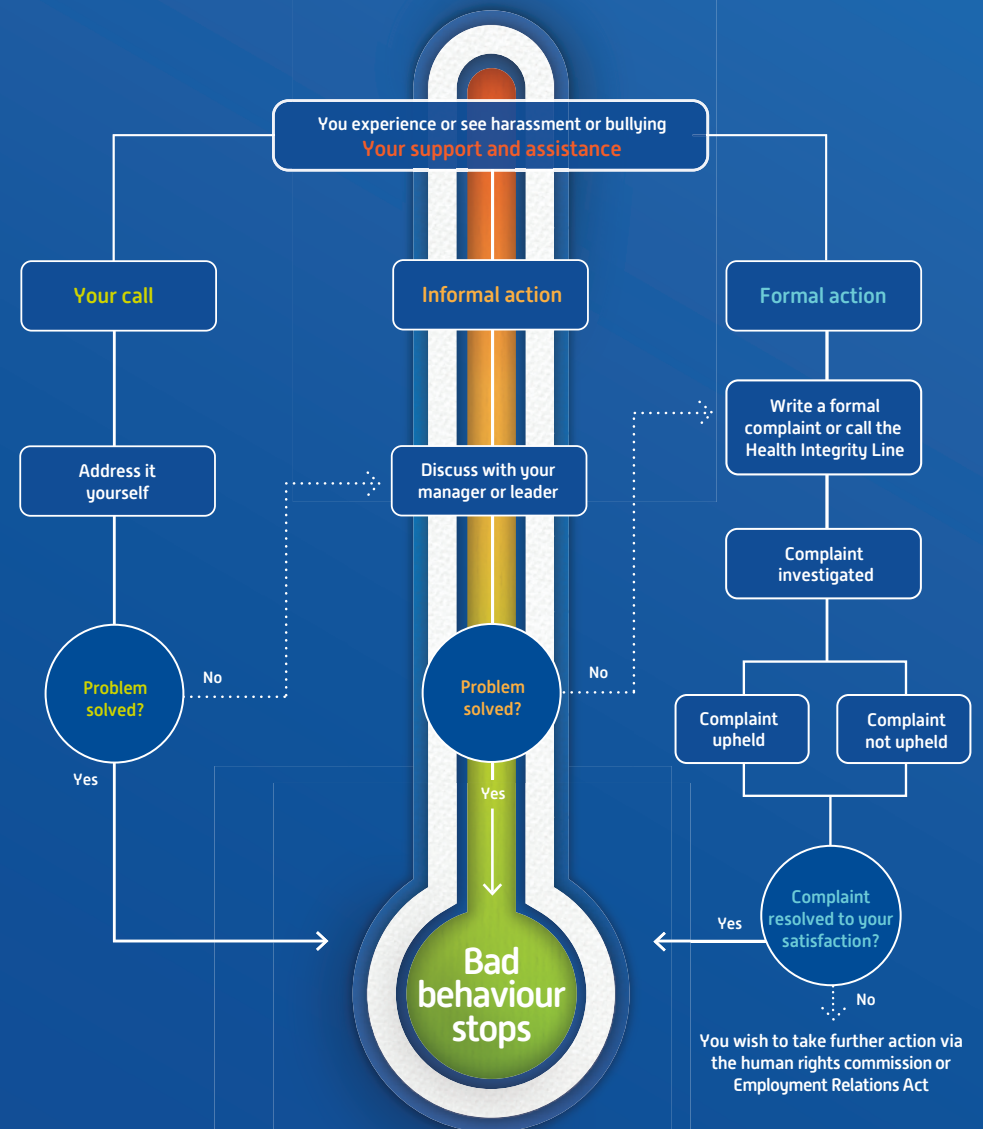 You experience or see harassment or bullying
Your support and assistance
Your call
Informal action
Formal action
Address it
yourself
Discuss with your
manager or leader
Write a formal
complaint or call the
Health Integrity Line
Complaint
investigated
Problem
solved?
No
Yes
Problem
solved?
No
Yes
Complaint
upheld
Complaint
not upheld
Complaint
resolved to your
satisfaction?
Yes
No
Bad
behaviour
stops
You wish to take further action via
the human rights commission or
Employment Relations Act